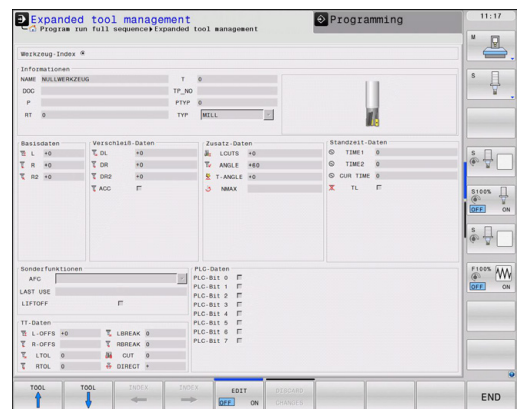 Expanded tool management
Programming
11:17
Program run full sequence▸Expanded tool management
Werkzeug-Index
Informationen
NAME NULLWERKZEUG T 0
DOC TP_NO
P PTYP 0
RT 0 TYP MILL
Basisdaten Verschleiß-Daten Zusatz-Daten Standzeit-Daten
L +0 DL +0 LCUTS +0 TIME1 0
R +0 DR +0 ANGLE +60 TIME2 0
R2 +0 DR2 +0 T-ANGLE +0 CUR TIME 0
ACC NMAX TL
Sonderfunktionen PLC-Daten
AFC PLC-Bit 0
PLC-Bit 1
LAST USE PLC-Bit 2
LIFTOFF PLC-Bit 3
PLC-Bit 4
PLC-Bit 5
PLC-Bit 6
PLC-Bit 7
TT-Daten
L-OFFS +0 LBREAK 0
R-OFFS RBREAK 0
LTOL 0 CUT 0
RTOL 0 DIRECT +
M
S
S
S100%
OFF ON
S
F100%
OFF ON
TOOL TOOL INDEX INDEX EDIT DISCARD END
OFF ON CHANGES